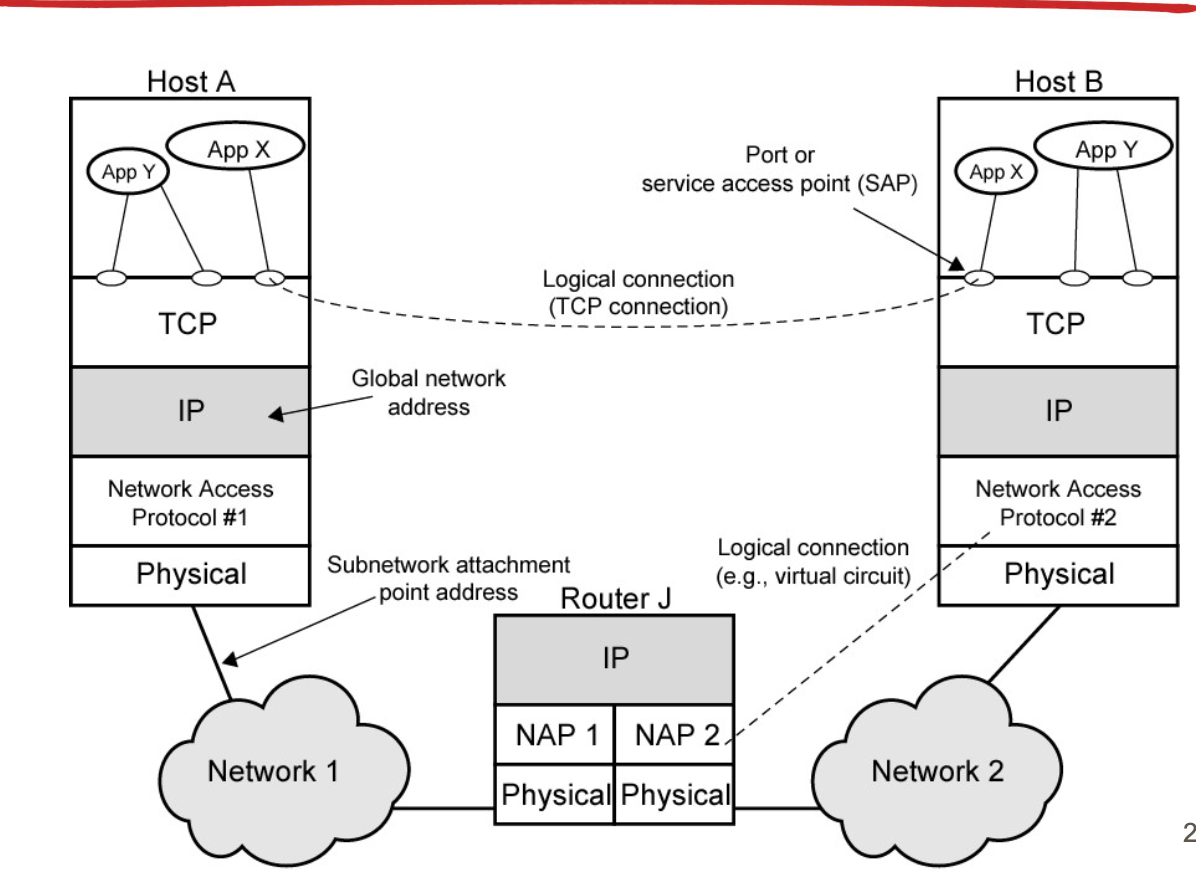 Host A
Host B
App Y
App X
Port or
service access point (SAP)
App X
App Y
Logical connection
(TCP connection)
TCP
TCP
Global network
address
IP
IP
Network Access
Protocol #1
Network Access
Protocol #2
Physical
Subnetwork attachment
point address
Logical connection
(e.g., virtual circuit)
Physical
Router J
IP
NAP 1
NAP 2
Network 1
Physical
Physical
Network 2
2